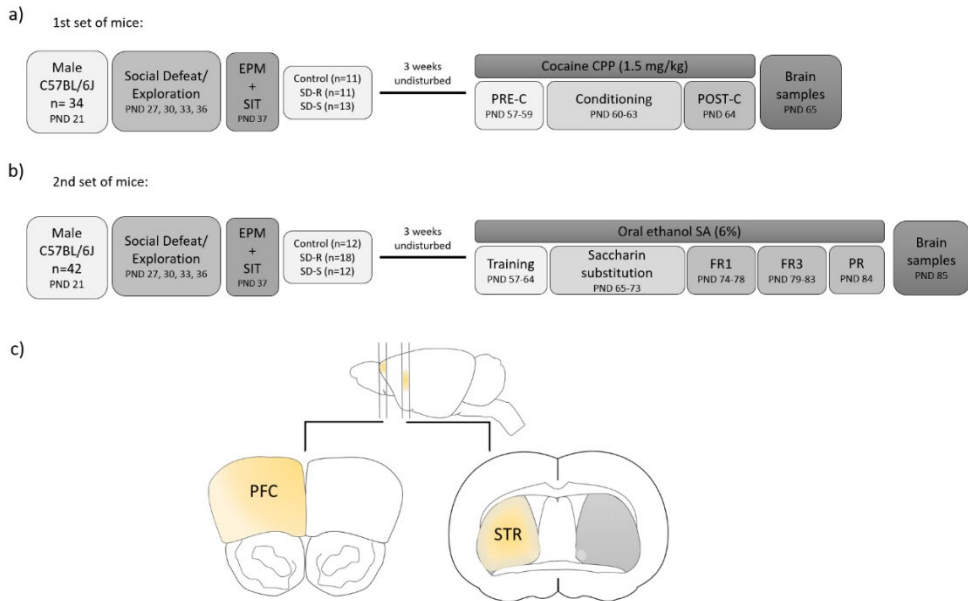 a)
1st set of mice:
Male
C57BL/6J
n= 34
PND 21
Social Defeat/
Exploration
PND 27, 30, 33, 36
EPM
+
SIT
PND 37
Control (n=11)
SD-R (n=11)
SD-S (n=13)
3 weeks
undisturbed
Cocaine CPP (1.5 mg/kg)
PRE-C
PND 57-59
Conditioning
PND 60-63
POST-C
PND 64
Brain
samples
PND 65
b)
2nd set of mice:
Male
C57BL/6J
n=42
PND 21
Social Defeat/
Exploration
PND 27, 30, 33, 36
EPM
+
SIT
PND 37
Control (n=12)
SD-R (n=18)
SD-S (n=12)
3 weeks
undisturbed
Oral ethanol SA (6%)
Training
PND 57-64
Saccharin
substitution
PND 65-73
FR1
PND 74-78
FR3
PND 79-83
PR
PND 84
Brain
samples
PND 85
c)
PFC
STR